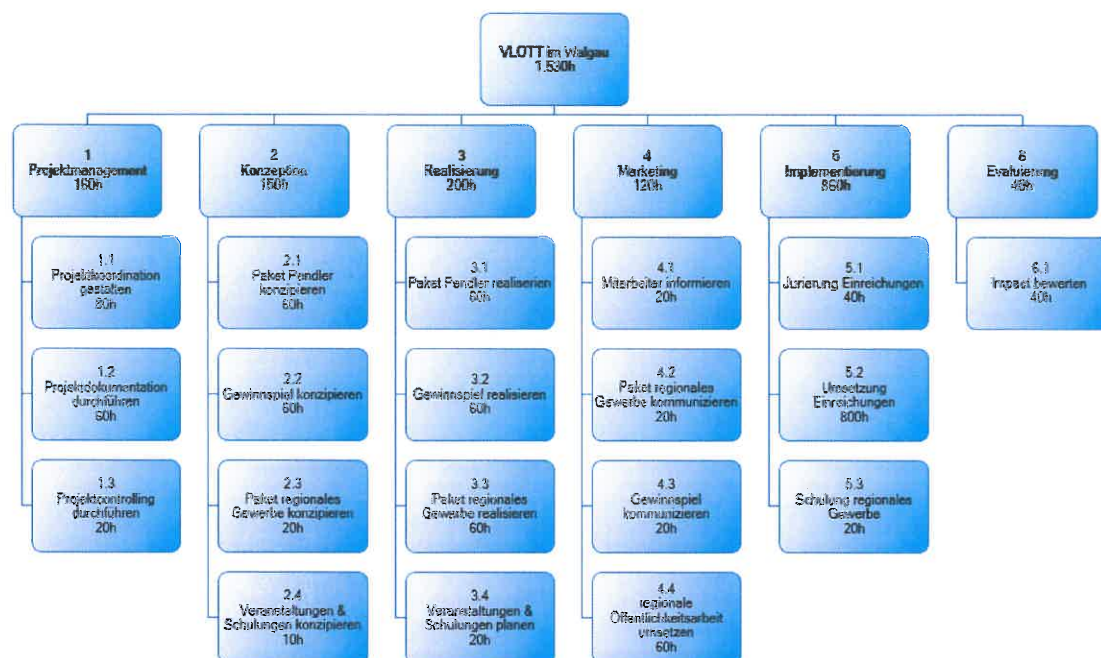 VLOTT im Walgau
1.530h
1
Projektmanagement
160h
2
Konzeption
150h
3
Realisierung
200h
4
Marketing
120h
5
Implementierung
860h
6
Evaluierung
40h
1.1
Projektkoordination
gestalten
80h
2.1
Paket Pendler
konzipieren
60h
3.1
Paket Pendler realisieren
60h
4.1
Mitarbeiter informieren
20h
5.1
Jurierung Einreichungen
40h
6.1
Impact bewerten
40h
1.2
Projektdokumentation
durchführen
60h
2.2
Gewinnspiel konzipieren
60h
3.2
Gewinnspiel realisieren
60h
4.2
Paket regionales
Gewerbe kommunizieren
20h
5.2
Umsetzung
Einreichungen
800h
1.3
Projektcontrolling
durchführen
20h
2.3
Paket regionales
Gewerbe konzipieren
20h
3.3
Paket regionales
Gewerbe realisieren
60h
4.3
Gewinnspiel
kommunizieren
20h
5.3
Schulung regionales
Gewerbe
20h
2.4
Veranstaltungen &
Schulungen konzipieren
10h
3.4
Veranstaltungen &
Schulungen planen
20h
4.4
regionale
Öffentlichkeitsarbeit
umsetzen
60h